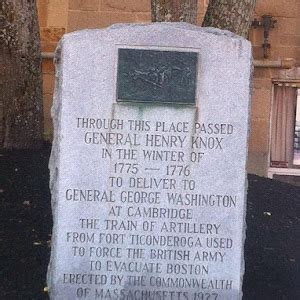 THROUGH THIS PLACE PASSED
GENERAL HENRY KNOX
IN THE WINTER OF
1775 — 1776
TO DELIVER TO
GENERAL GEORGE WASHINGTON
AT CAMBRIDGE
THE TRAIN OF ARTILLERY
FROM FORT TICONDEROGA USED
TO FORCE THE BRITISH ARMY
TO EVACUATE BOSTON
ERECTED BY THE COMMONWEALTH
OF MASSACHUSETTS 1927